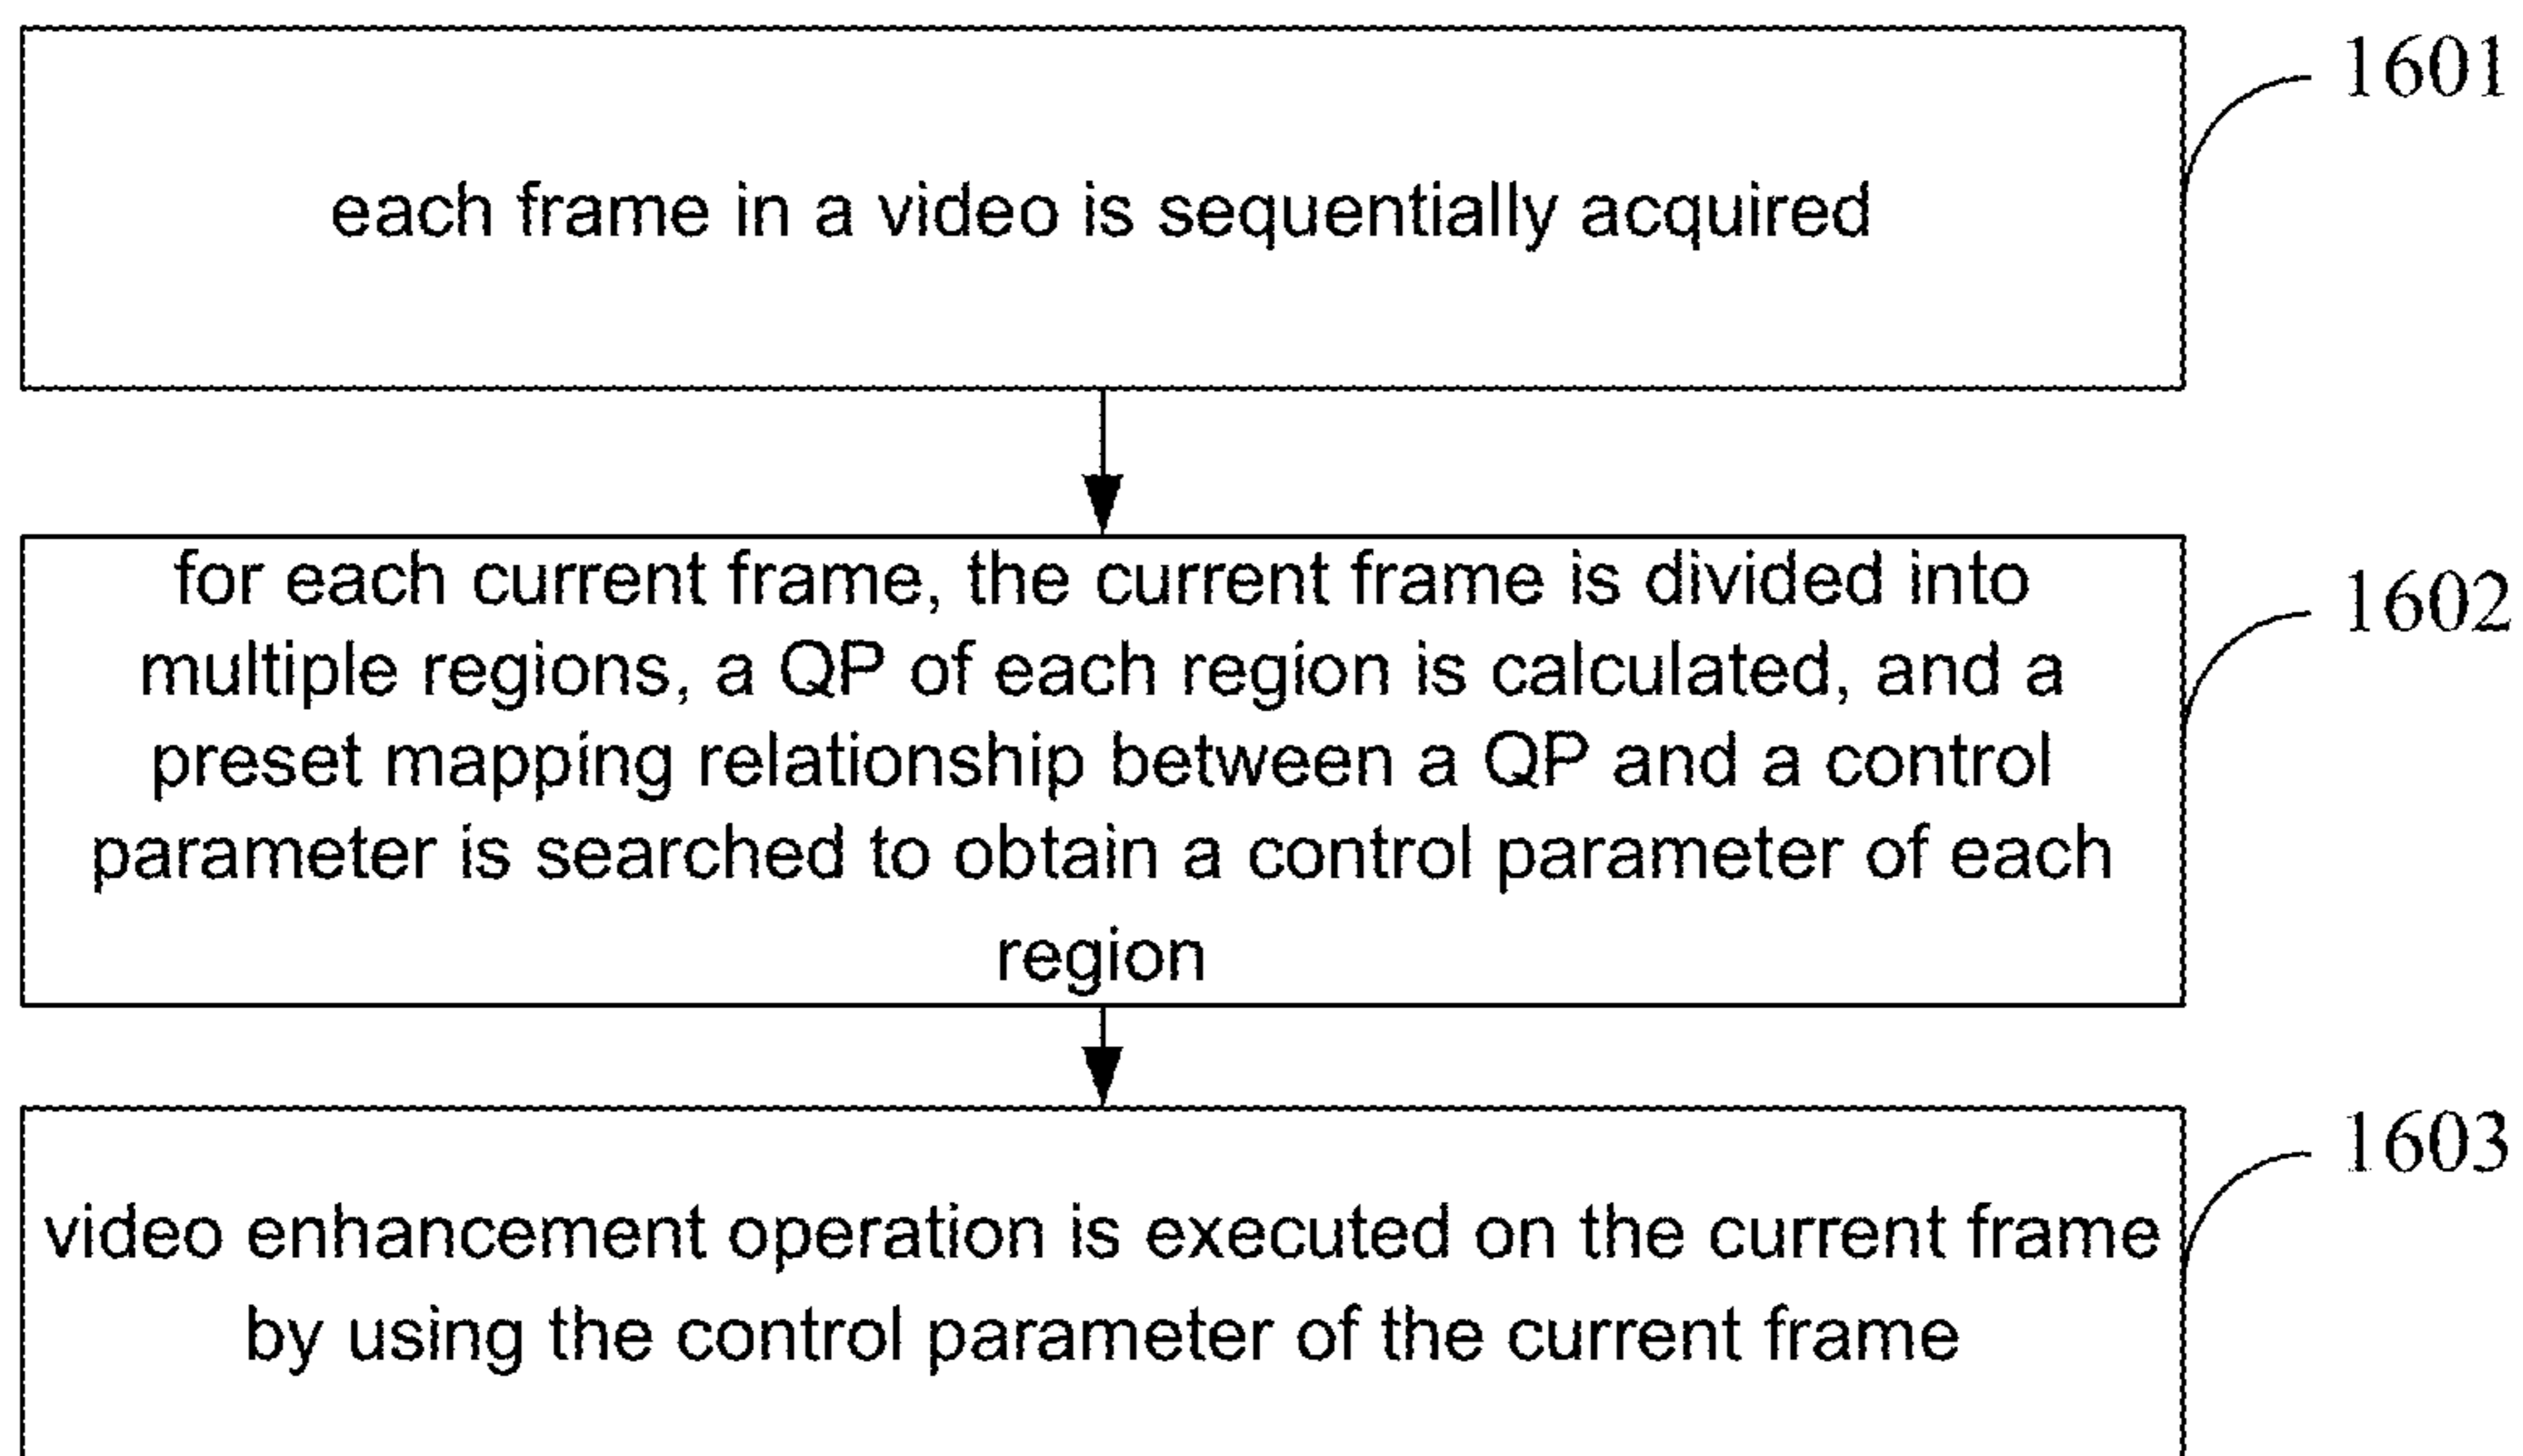 each frame in a video is sequentially acquired
1601
for each current frame, the current frame is divided into
multiple regions, a QP of each region is calculated, and a
preset mapping relationship between a QP and a control
parameter is searched to obtain a control parameter of each
region
1602
video enhancement operation is executed on the current frame
by using the control parameter of the current frame
1603